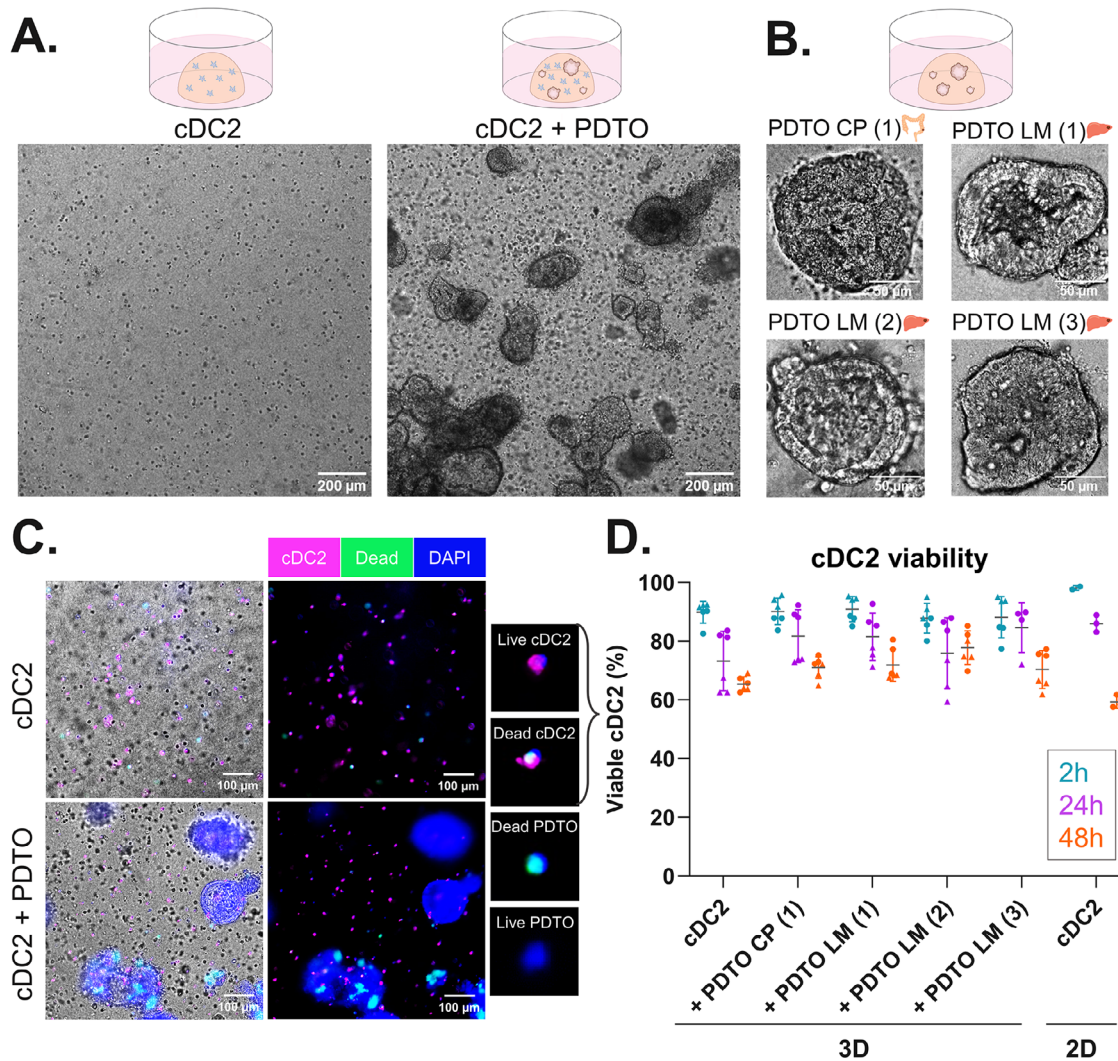 A.
cDC2
cDC2 + PDTO
200 µm
200 µm
B.
PDTO CP (1)
PDTO LM (1)
50 µm
50 µm
PDTO LM (2)
PDTO LM (3)
50 µm
50 µm
C.
cDC2 Dead DAPI
cDC2
100 µm
100 µm
Live cDC2
Dead cDC2
cDC2 + PDTO
100 µm
100 µm
Dead PDTO
Live PDTO
D.
cDC2 viability
Viable cDC2 (%)
100
80
60
40
20
0
2h
24h
48h
cDC2
+ PDTO CP (1)
+ PDTO LM (1)
+ PDTO LM (2)
+ PDTO LM (3)
cDC2
3D
2D